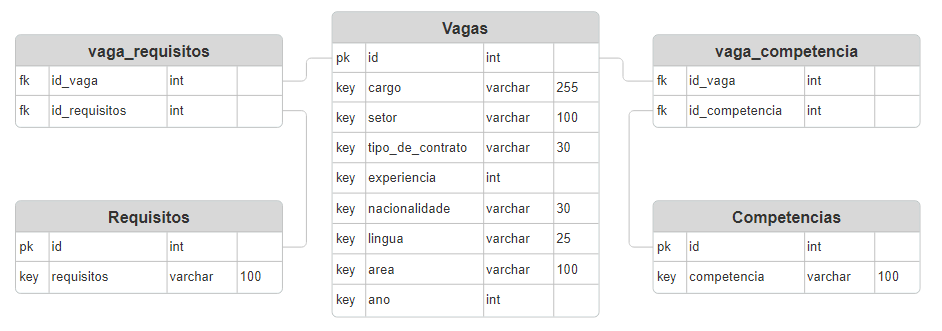 vaga_requisitos
fk id_vaga int
fk id_requisitos int
Requisitos
pk id int
key requisitos varchar 100
Vagas
pk id int
key cargo varchar 255
key setor varchar 100
key tipo_de_contrato varchar 30
key experiencia int
key nacionalidade varchar 30
key lingua varchar 25
key area varchar 100
key ano int
vaga_competencia
fk id_vaga int
fk id_competencia int
Competencias
pk id int
key competencia varchar 100